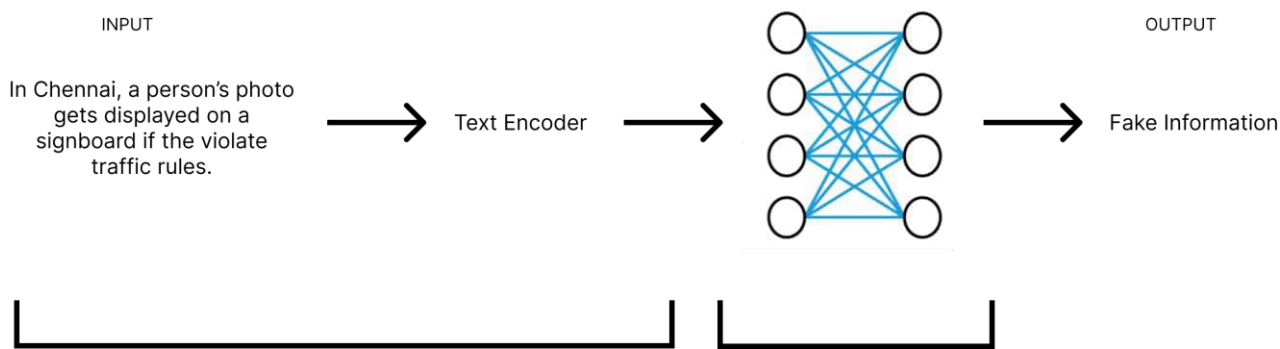 INPUT
In Chennai, a person’s photo
gets displayed on a
signboard if the violate
traffic rules.
Text Encoder
OUTPUT
Fake Information